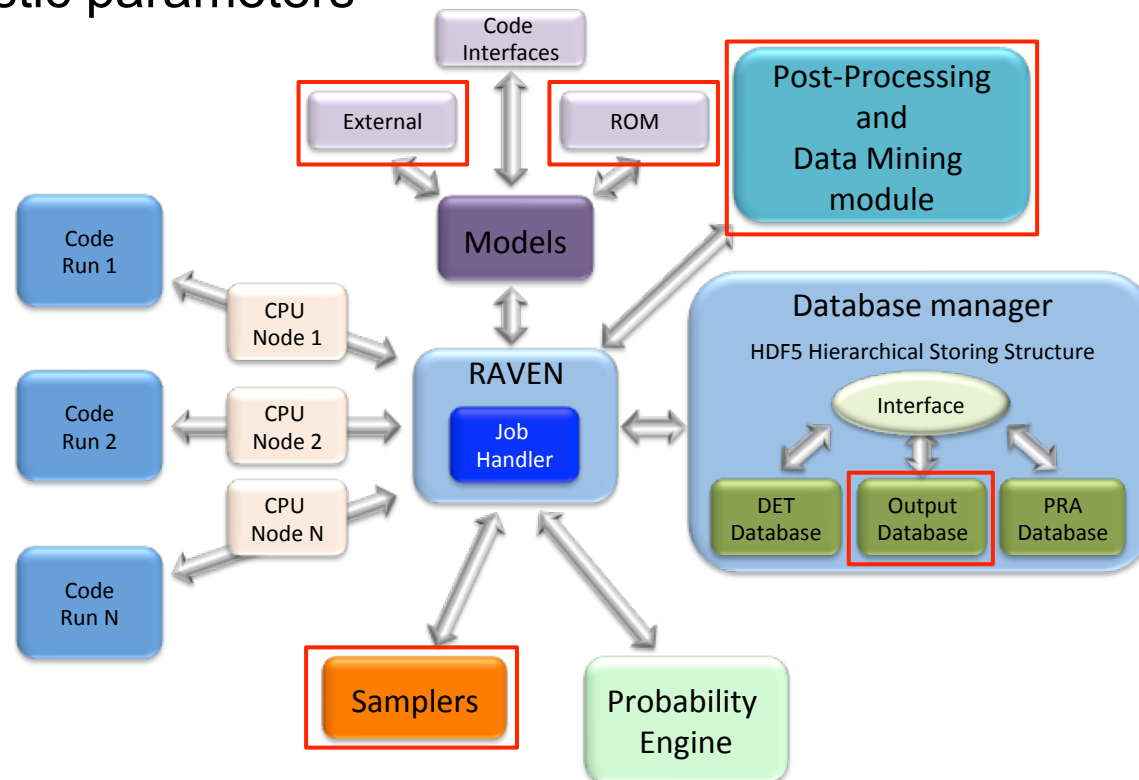 stic parameters
Code
Interfaces
External
ROM
Post-Processing
and
Data Mining
module
Models
Code
Run 1
CPU
Node 1
Database manager
HDF5 Hierarchical Storing Structure
Interface
DET
Database
Output
Database
PRA
Database
RAVEN
Job
Handler
Code
Run 2
CPU
Node 2
CPU
Node N
Code
Run N
Samplers
Probability
Engine